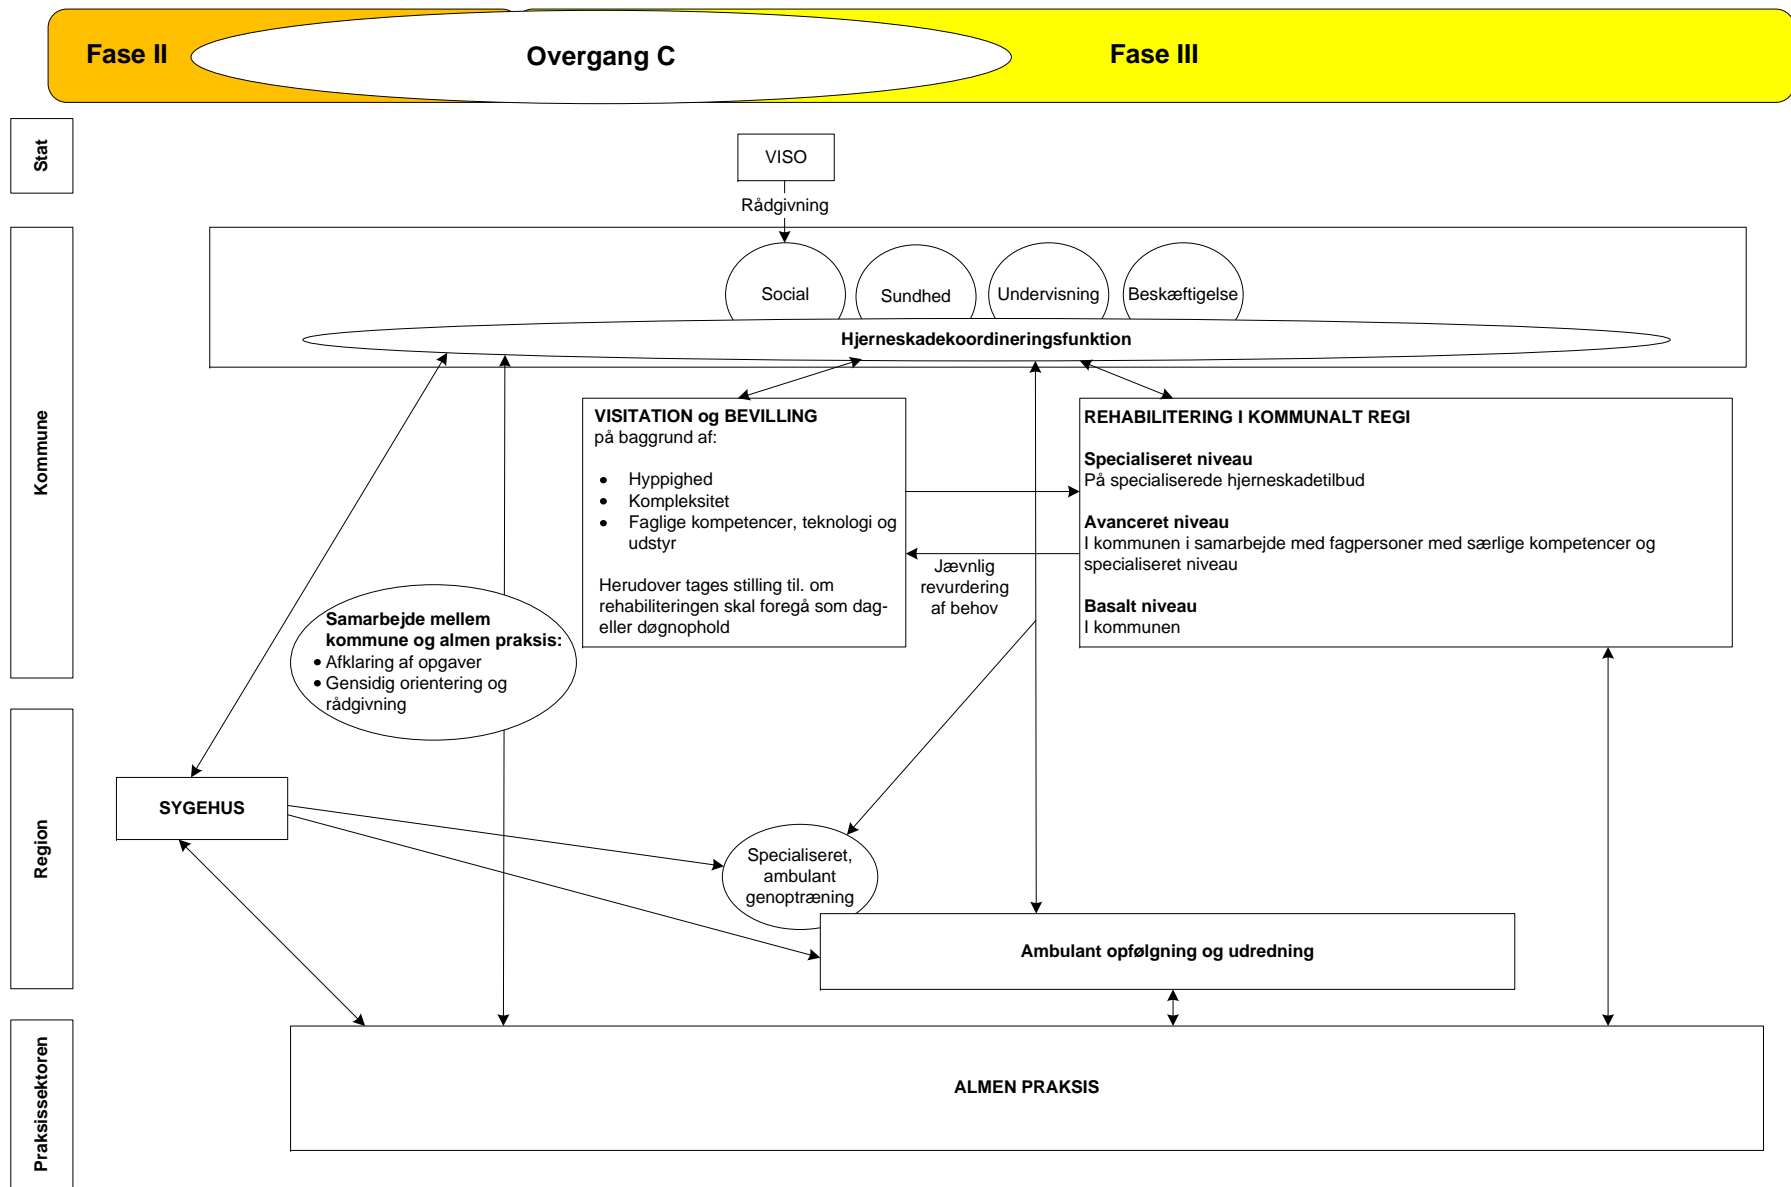 Fase II
Overgang C
Fase III
Stat
VISO
Rådgivning
Kommune
Social
Sundhed
Undervisning
Beskæftigelse
Hjerneskadekoordineringsfunktion
VISITATION og BEVILLING
på baggrund af:
• Hyppighed
• Kompleksitet
• Faglige kompetencer, teknologi og
udstyr
Herudover tages stilling til. om
rehabiliteringen skal foregå som dag-
eller døgnophold
Jævnlig
revurdering
af behov
REHABILITERING I KOMMUNALT REGI
Specialiseret niveau
På specialiserede hjerneskadetilbud
Avanceret niveau
I kommunen i samarbejde med fagpersoner med særlige kompetencer og
specialiseret niveau
Basalt niveau
I kommunen
Samarbejde mellem
kommune og almen praksis:
• Afklaring af opgaver
• Gensidig orientering og
rådgivning
Region
SYGEHUS
Specialiseret,
ambulant
genoptræning
Ambulant opfølgning og udredning
Praksissektoren
ALMEN PRAKSIS